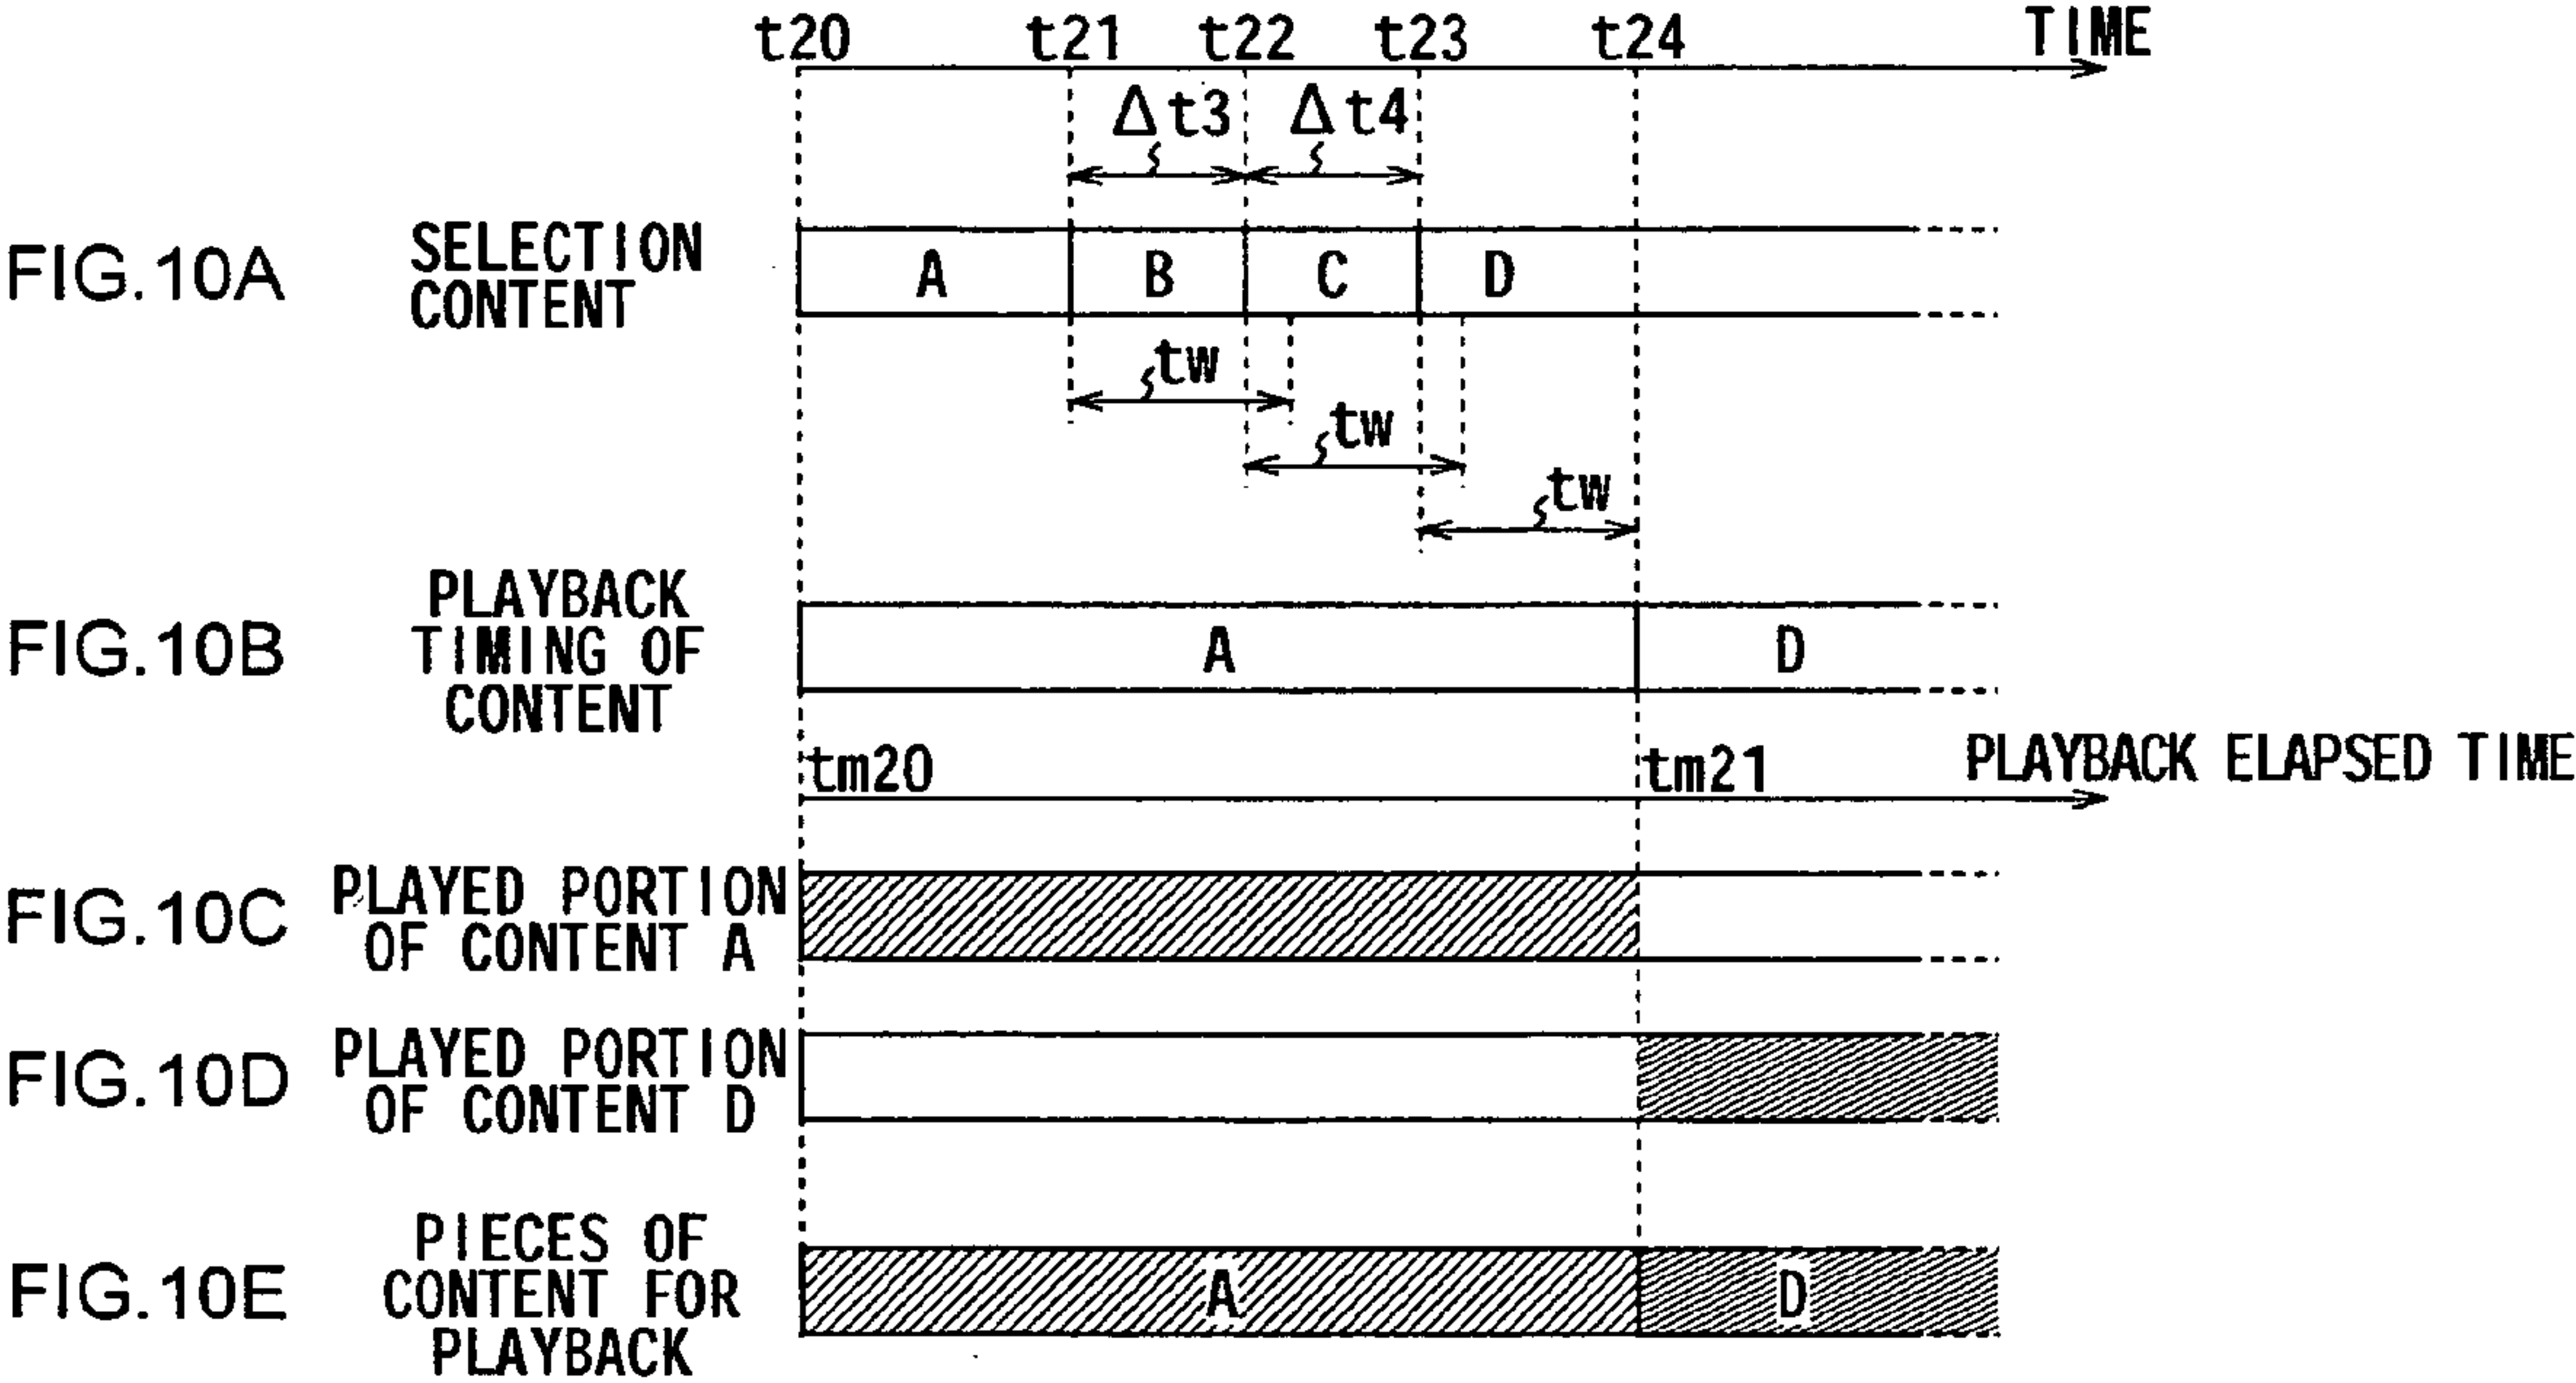 t20 t21 t22 t23 t24 TIME
Δt3 Δt4
FIG.10A SELECTION CONTENT A B C D
tw
tw
tw
FIG.10B PLAYBACK TIMING OF CONTENT A D
tm20 tm21 PLAYBACK ELAPSED TIME
FIG.10C PLAYED PORTION OF CONTENT A
FIG.10D PLAYED PORTION OF CONTENT D
FIG.10E PIECES OF CONTENT FOR PLAYBACK A D